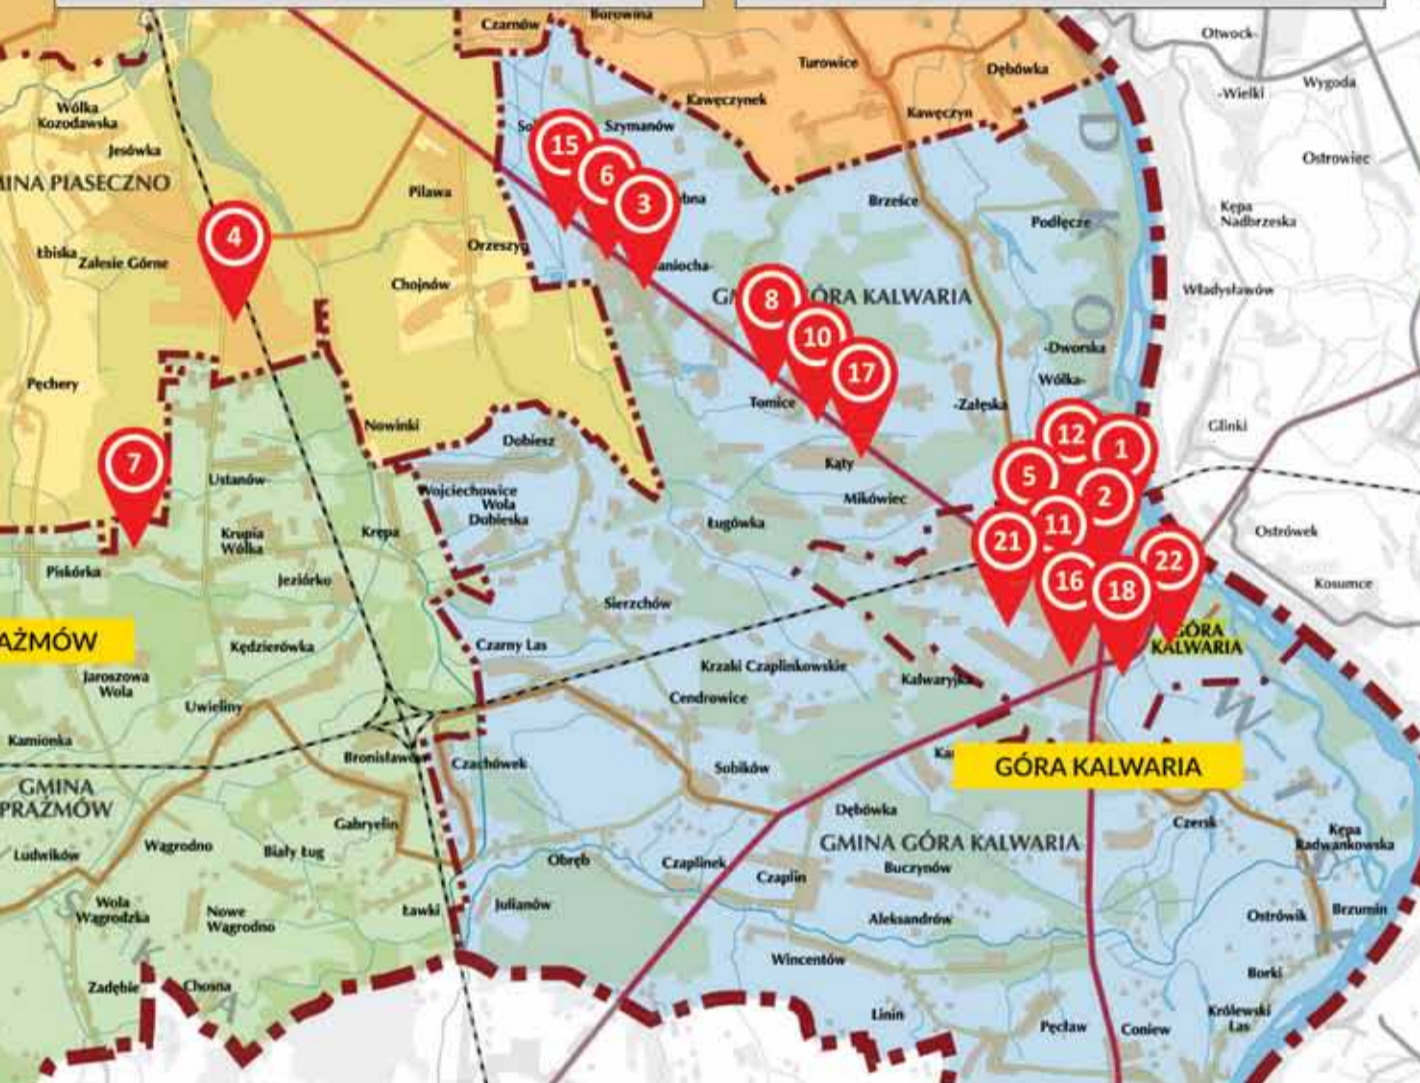 Czarnów
Borowina
Otwock-
Turowice
Dębówka
Wygoda
-Wielki
Wólka
Kozodawska
Kawęczynek
Kawęczyn
Szymanów
15
Jesówka
Ostrowiec
6
Pilawa
3
Brześce
Kępa
Nadbrzeska
Podłęcze
D
4
Orzeszyn
Łbiska
Zalesie Górne
Chojnów
Władysławów
8
ÓRA KALWARIA
K
O
10
-Dworska
17
Wólka-
Pęchery
Tomice
-Załęska
Nowinki
Glinki
12
1
Dobiesz
7
Kąty
5
Ustanów-
Wojciechowice
Wola
Dobieska
Mikówiec
2
Ługówka
11
Krupia
Wólka
Krępa
21
Ostrówek
22
Piskórka
Jeziórko
16
18
Kosumce
Sierzchów
GÓRA
KALWARIA
AŻMÓW
Kędzierówka
Czarny Las
Krzaki Czaplinkowskie
Kalwaryjka
Jaroszowa
Wola
Cendrowice
Uwieliny
W
Kamionka
Bronisławów
Czachówek
Sobików
GÓRA KALWARIA
GMINA
PRAŻMÓW
Dębówka
Gabryelin
Czersk
Kępa
Radwankowska
GMINA GÓRA KALWARIA
Wągrodno
Biały Ług
Ludwików
Obręb
Czaplinek
Czaplin
Buczynów
Wola
Wągrodzka
S
Nowe
Wągrodno
Ławki
Julianów
Aleksandrów
Ostrówik
Brzumin
K
Wincentów
Borki
Zadębie
Chosna
A
Linin
Pęcław
Coniew
Królewski
Las